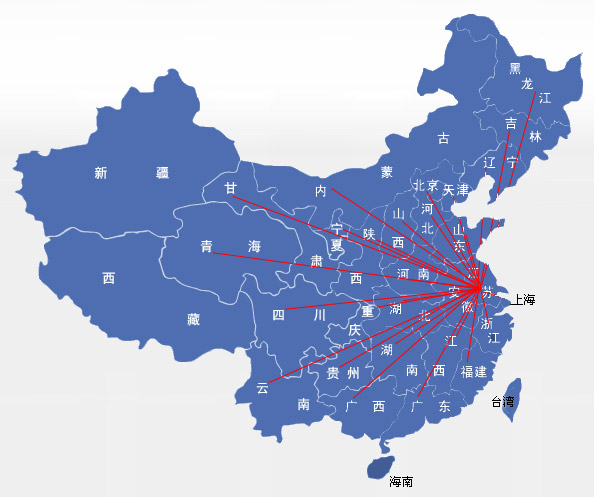 黑龙江
吉林
辽宁
内蒙古
新疆
甘肃
北京
天津
河北
山西
山东
宁夏
陕西
青海
西藏
河南
江苏
安徽
上海
四川
重庆
湖北
浙江
湖南
江西
贵州
福建
云南
广西
广东
台湾
海南